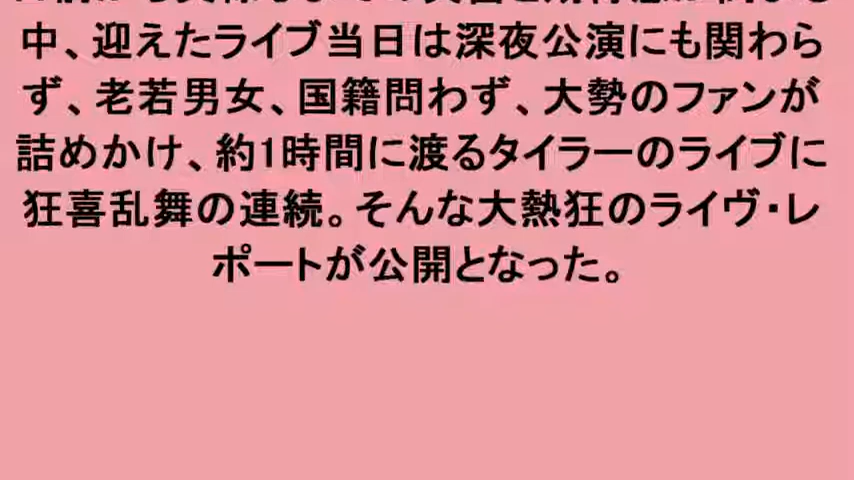 中、迎えたライブ当日は深夜公演にも関わら
ず、老若男女、国籍問わず、大勢のファンが
詰めかけ、約1時間に渡るタイラーのライブに
狂喜乱舞の連続。そんな大熱狂のライヴ・レ
ポートが公開となった。